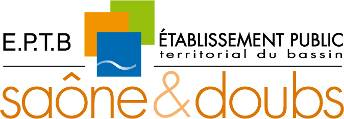 E.P.T.B ÉTABLISSEMENT PUBLIC
territorial du bassin
saône & doubs